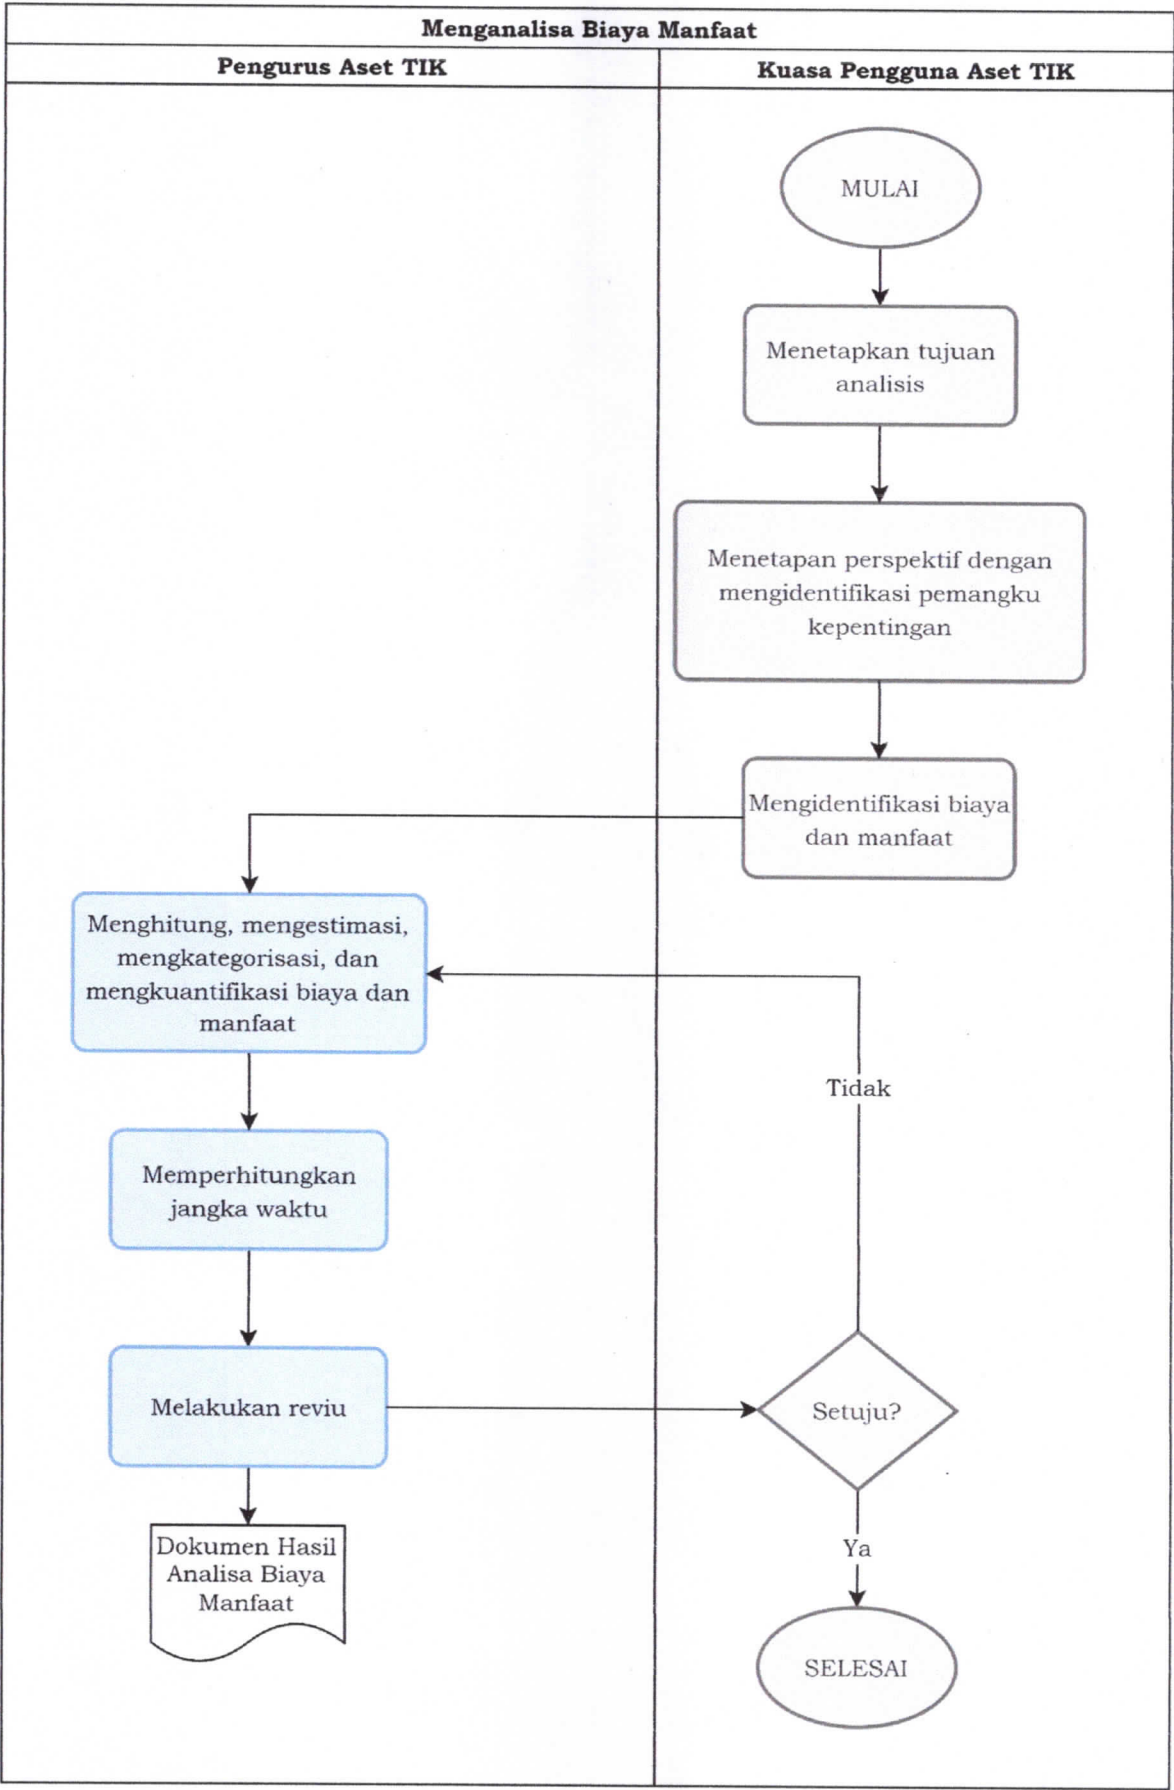 Menganalisa Biaya Manfaat
Pengurus Aset TIK
Kuasa Pengguna Aset TIK
MULAI
Menetapkan tujuan
analisis
Menetapan perspektif dengan
mengidentifikasi pemangku
kepentingan
Mengidentifikasi biaya
dan manfaat
Menghitung, mengestimasi,
mengkategorisasi, dan
mengkuantifikasi biaya dan
manfaat
Tidak
Memperhitungkan
jangka waktu
Melakukan reviu
Setuju?
Dokumen Hasil
Analisa Biaya
Manfaat
Ya
SELESAI